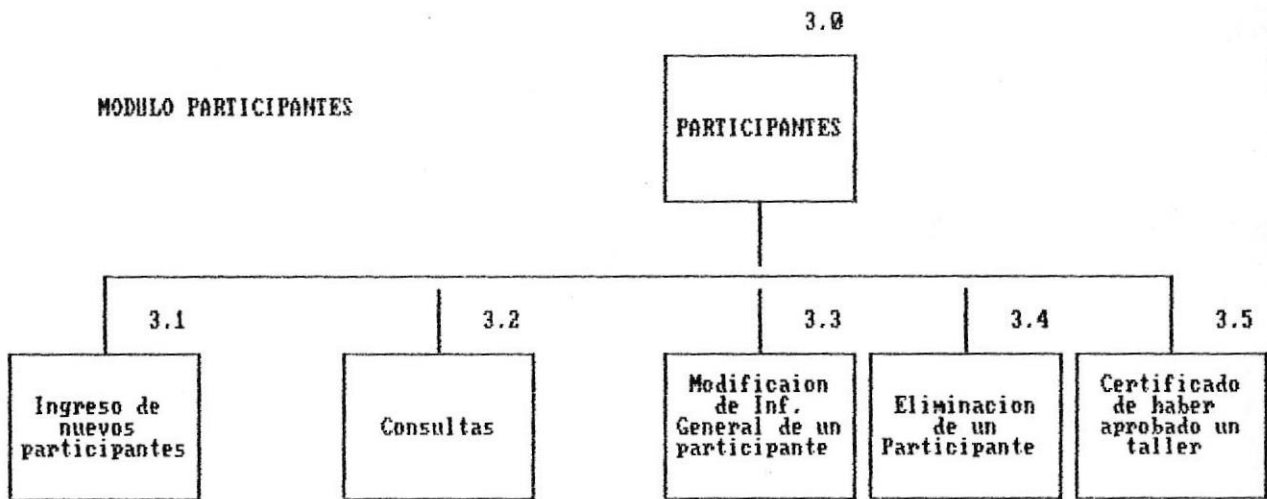 3.0
MODULO PARTICIPANTES
PARTICIPANTES
3.1
Ingreso de
nuevos
participantes
3.2
Consultas
3.3
Modificaion
de Inf.
General de un
participante
3.4
Eliminacion
de un
Participante
3.5
Certificado
de haber
aprobado un
taller